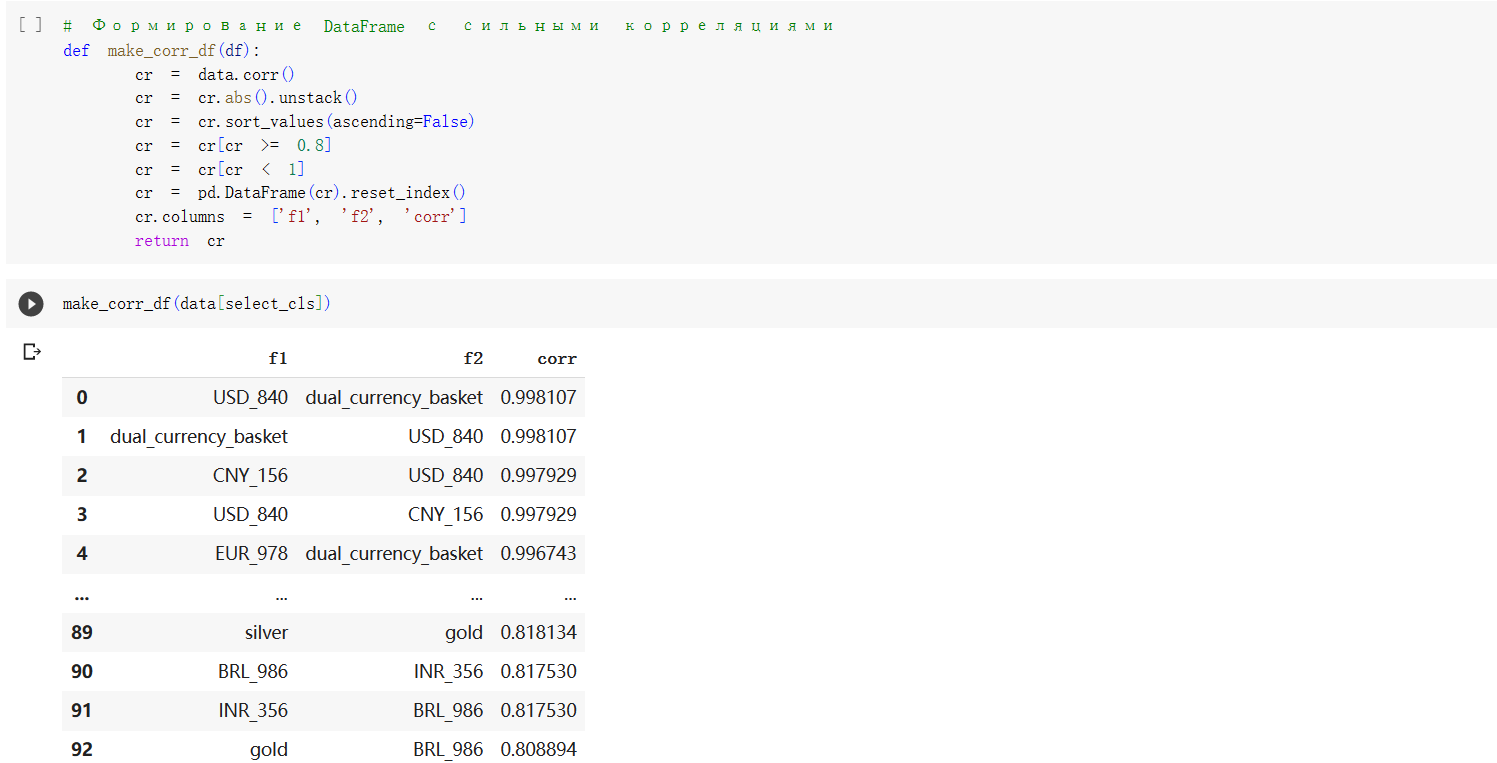 [ ] # Формирование DataFrame с сильными корреляциями
def make_corr_df(df):
cr = data.corr()
cr = cr.abs().unstack()
cr = cr.sort_values(ascending=False)
cr = cr[cr >= 0.8]
cr = cr[cr < 1]
cr = pd.DataFrame(cr).reset_index()
cr.columns = ['f1', 'f2', 'corr']
return cr
make_corr_df(data[select_cls])
f1 f2 corr
0 USD_840 dual_currency_basket 0.998107
1 dual_currency_basket USD_840 0.998107
2 CNY_156 USD_840 0.997929
3 USD_840 CNY_156 0.997929
4 EUR_978 dual_currency_basket 0.996743
... ... ... ...
89 silver gold 0.818134
90 BRL_986 INR_356 0.817530
91 INR_356 BRL_986 0.817530
92 gold BRL_986 0.808894